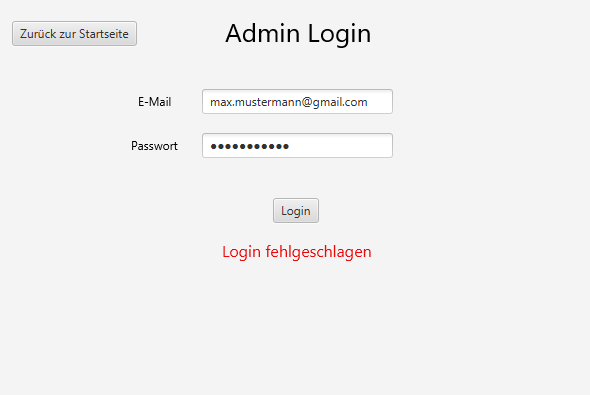 Zurück zur Startseite
Admin Login
E-Mail
max.mustermann@gmail.com
Passwort
●●●●●●●●●●●
Login
Login fehlgeschlagen